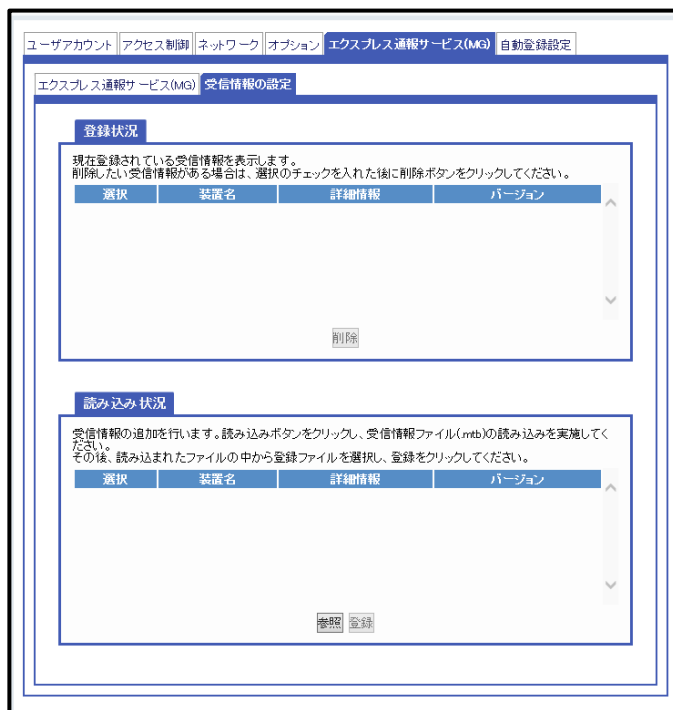 ユーザアカウント アクセス制御 ネットワーク オプション エクスプレス通報サービス(MG) 自動登録設定
エクスプレス通報サービス(MG) 受信情報の設定
登録状況
現在登録されている受信情報を表示します。
削除したい受信情報がある場合は、選択のチェックを入れた後に削除ボタンをクリックしてください。
選択 装置名 詳細情報 バージョン
削除
読み込み状況
受信情報の追加を行います。読み込みボタンをクリックし、受信情報ファイル(.mtb)の読み込みを実施してく
ださい。
その後、読み込まれたファイルの中から登録ファイルを選択し、登録をクリックしてください。
選択 装置名 詳細情報 バージョン
参照 登録